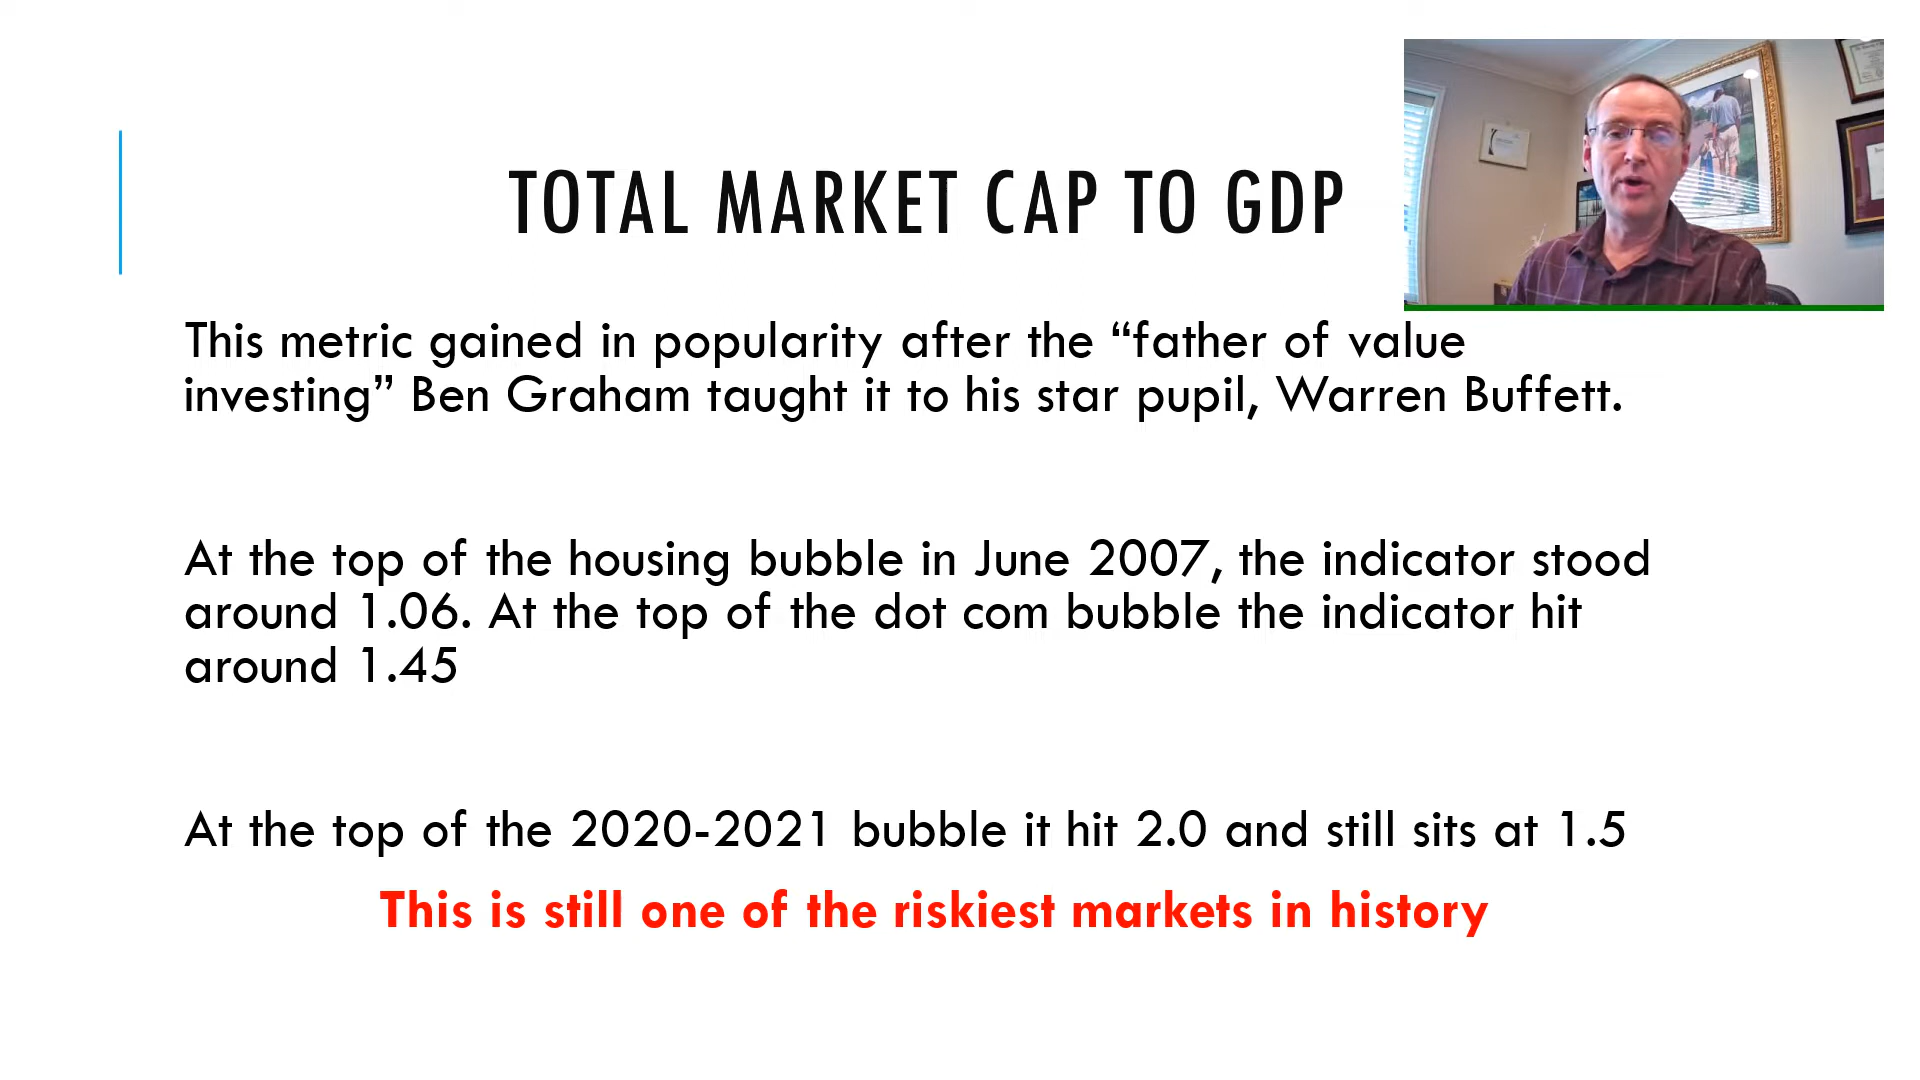 TOTAL MARKET CAP TO GDP
This metric gained in popularity after the “father of value
investing” Ben Graham taught it to his star pupil, Warren Buffett.
At the top of the housing bubble in June 2007, the indicator stood
around 1.06. At the top of the dot com bubble the indicator hit
around 1.45
At the top of the 2020-2021 bubble it hit 2.0 and still sits at 1.5
This is still one of the riskiest markets in history